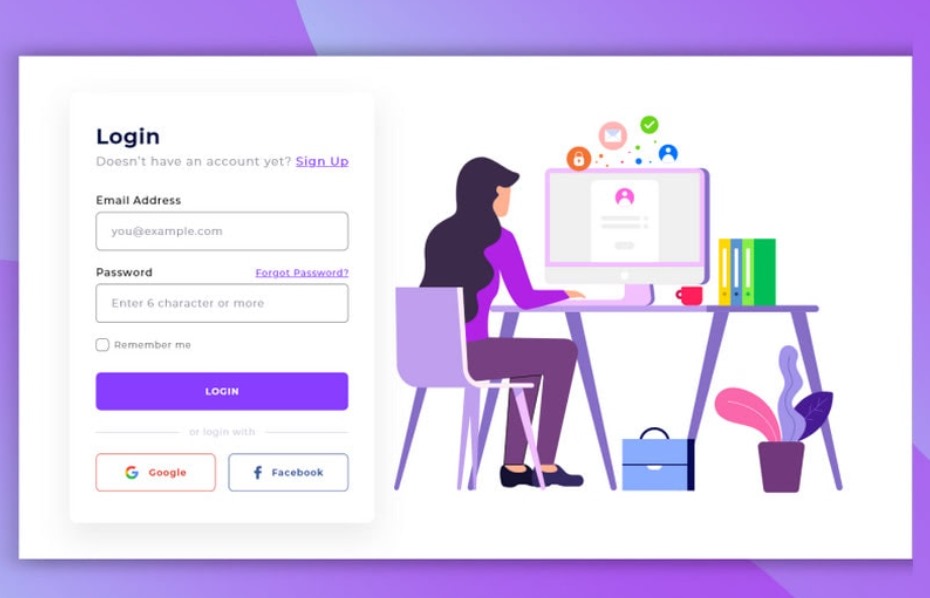 Login
Doesn't have an account yet? Sign Up
Email Address
you@example.com
Password Forgot Password?
Enter 6 character or more
Remember me
LOGIN
or login with
Google Facebook